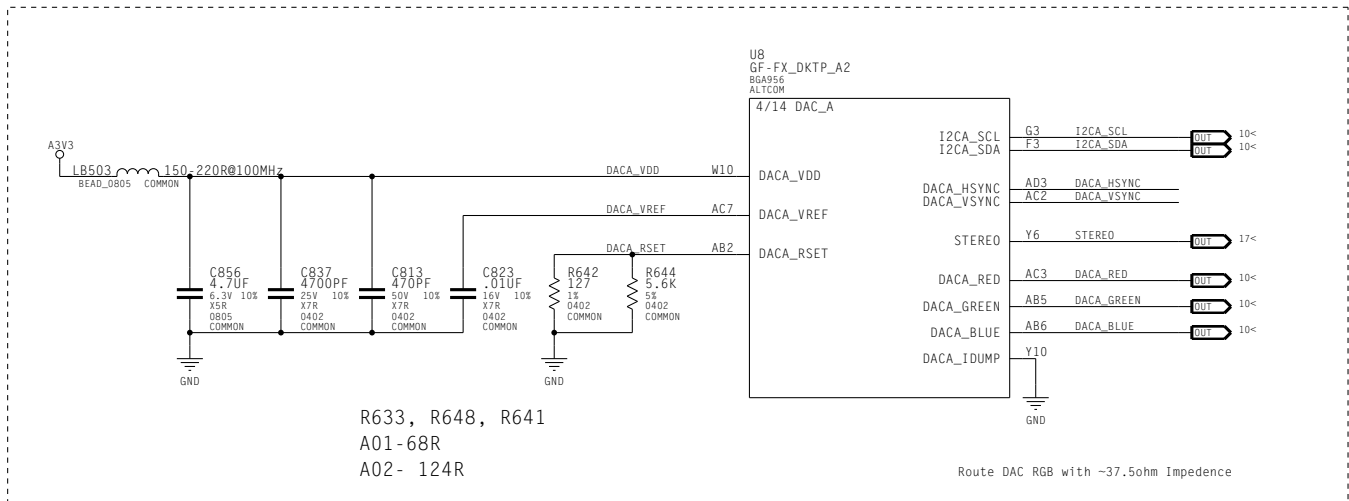 U8
GF-FX_DKTP_A2
BGA956
ALTCOM
4/14 DAC_A
A3V3
LB503 150-220R@100MHz
BEAD_0805 COMMON
DACA_VDD W10 DACA_VDD
DACA_VREF AC7 DACA_VREF
DACA_RSET AB2 DACA_RSET
I2CA_SCL G3 I2CA_SCL OUT 10<
I2CA_SDA F3 I2CA_SDA OUT 10<
DACA_HSYNC AD3 DACA_HSYNC
DACA_VSYNC AC2 DACA_VSYNC
STEREO Y6 STEREO OUT 17<
DACA_RED AC3 DACA_RED OUT 10<
DACA_GREEN AB5 DACA_GREEN OUT 10<
DACA_BLUE AB6 DACA_BLUE OUT 10<
DACA_IDUMP Y10
GND
C856
4.7UF
6.3V 10%
X5R
0805
COMMON
C837
4700PF
25V 10%
X7R
0402
COMMON
C813
470PF
50V 10%
X7R
0402
COMMON
C823
.01UF
16V 10%
X7R
0402
COMMON
R642
127
1%
0402
COMMON
R644
5.6K
5%
0402
COMMON
GND
GND
R633, R648, R641
A01-68R
A02- 124R
Route DAC RGB with ~37.5ohm Impedence